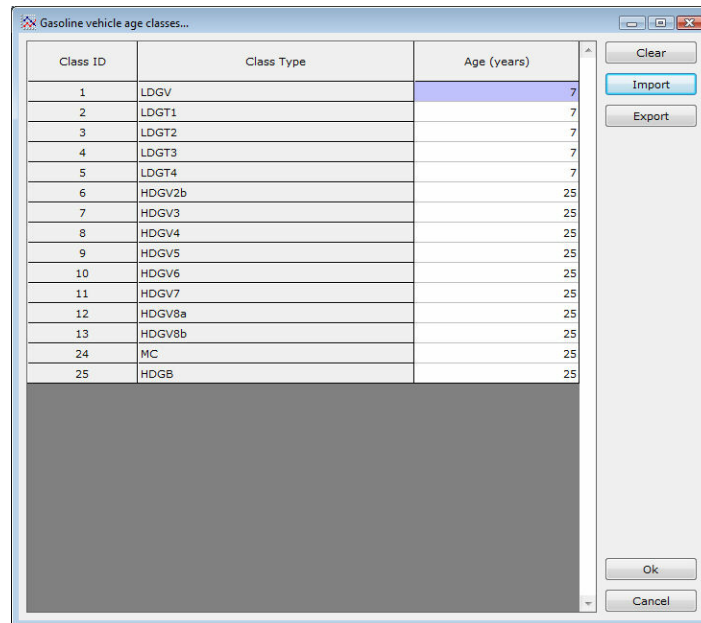 Gasoline vehicle age classes...
Class ID Class Type Age (years)
1 LDGV 7
2 LDGT1 7
3 LDGT2 7
4 LDGT3 7
5 LDGT4 7
6 HDGV2b 25
7 HDGV3 25
8 HDGV4 25
9 HDGV5 25
10 HDGV6 25
11 HDGV7 25
12 HDGV8a 25
13 HDGV8b 25
24 MC 25
25 HDGB 25
Clear
Import
Export
Ok
Cancel